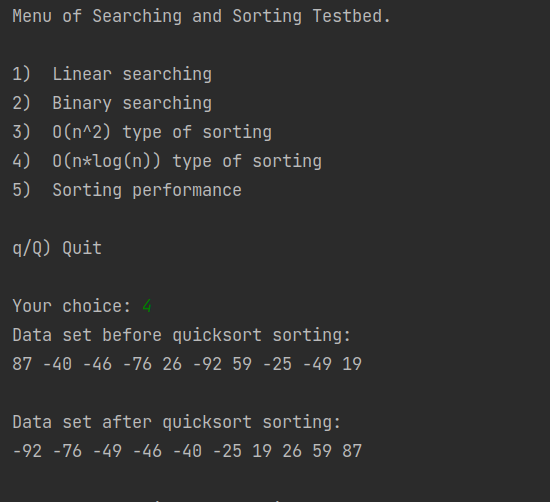 Menu of Searching and Sorting Testbed.
1)  Linear searching
2)  Binary searching
3)  O(n^2) type of sorting
4)  O(n*log(n)) type of sorting
5)  Sorting performance
q/Q) Quit
Your choice: 4
Data set before quicksort sorting:
87 -40 -46 -76 26 -92 59 -25 -49 19
Data set after quicksort sorting:
-92 -76 -49 -46 -40 -25 19 26 59 87